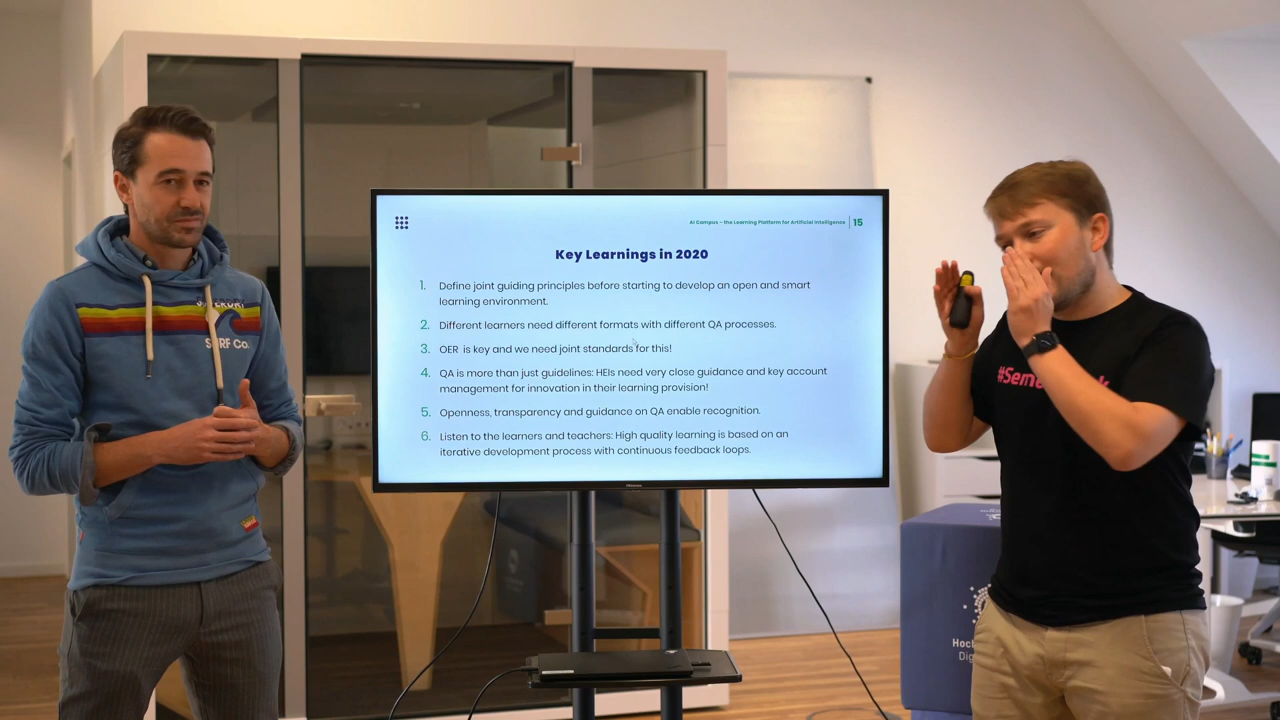 AI Campus – the Learning Platform for Artificial Intelligence | 15
Key Learnings in 2020
1. Define joint guiding principles before starting to develop an open and smart
learning environment.
2. Different learners need different formats with different QA processes.
3. OER is key and we need joint standards for this!
4. QA is more than just guidelines: HEIs need very close guidance and key account
management for innovation in their learning provision!
5. Openness, transparency and guidance on QA enable recognition.
6. Listen to the learners and teachers: High quality learning is based on an
iterative development process with continuous feedback loops.
SURF Co.
Hisense